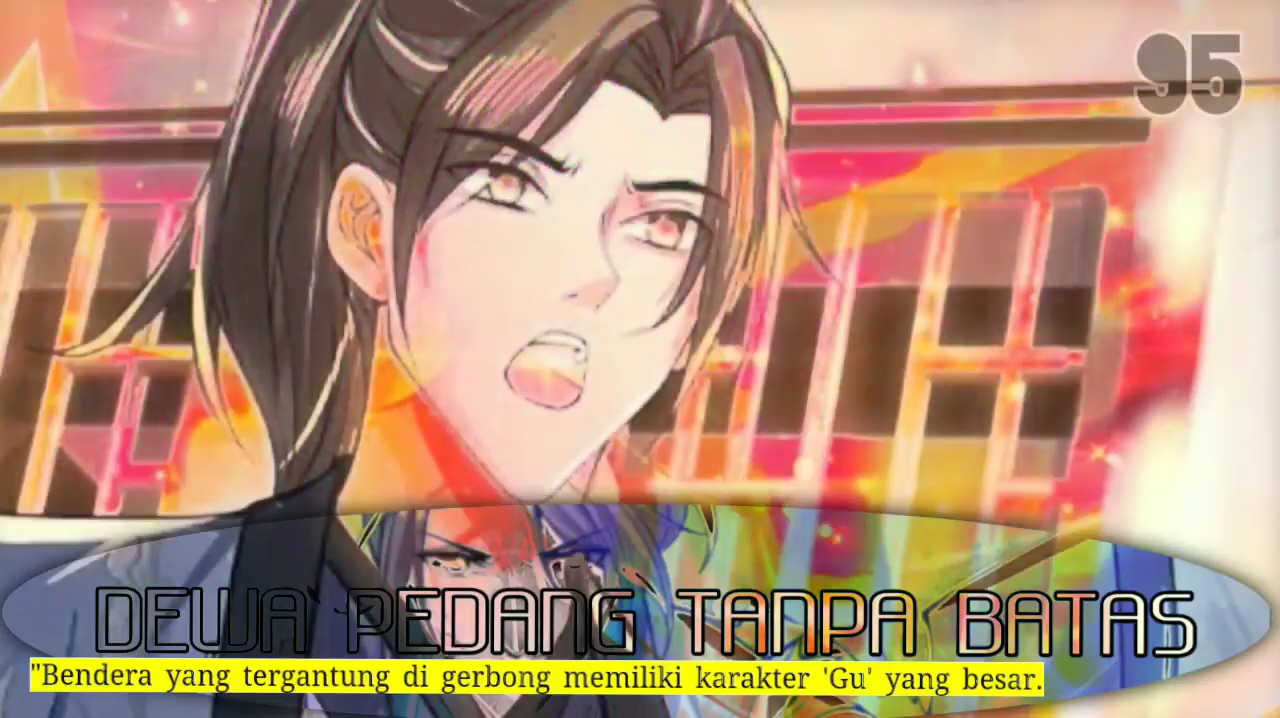 95
DEWA PEDANG TANPA BATAS
"Bendera yang tergantung di gerbong memiliki karakter 'Gu' yang besar.